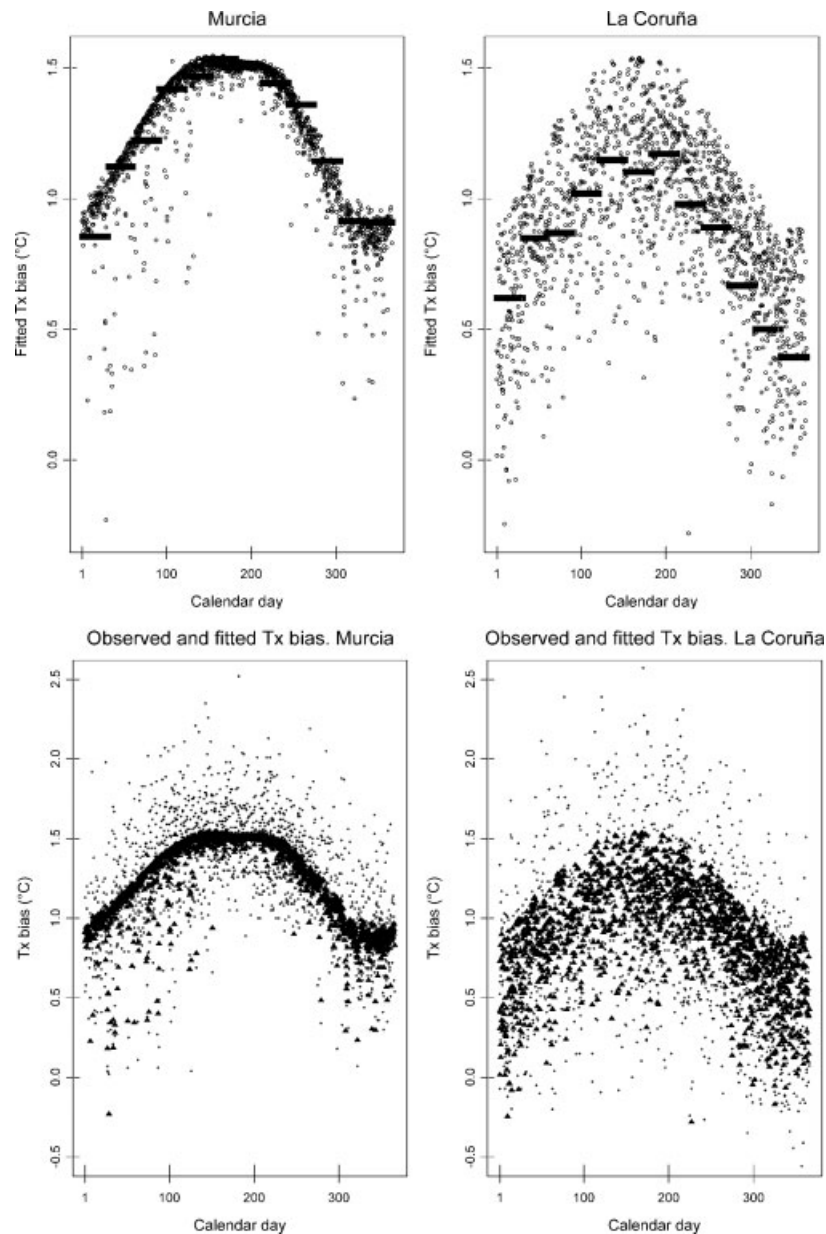 Murcia
Fitted Tx bias (°C)
1.5
1.0
0.5
0.0
1 100 200 300
Calendar day
La Coruña
Fitted Tx bias (°C)
1.5
1.0
0.5
0.0
1 100 200 300
Calendar day
Observed and fitted Tx bias. Murcia
Tx bias (°C)
2.5
2.0
1.5
1.0
0.5
0.0
-0.5
1 100 200 300
Calendar day
Observed and fitted Tx bias. La Coruña
Tx bias (°C)
2.5
2.0
1.5
1.0
0.5
0.0
-0.5
1 100 200 300
Calendar day